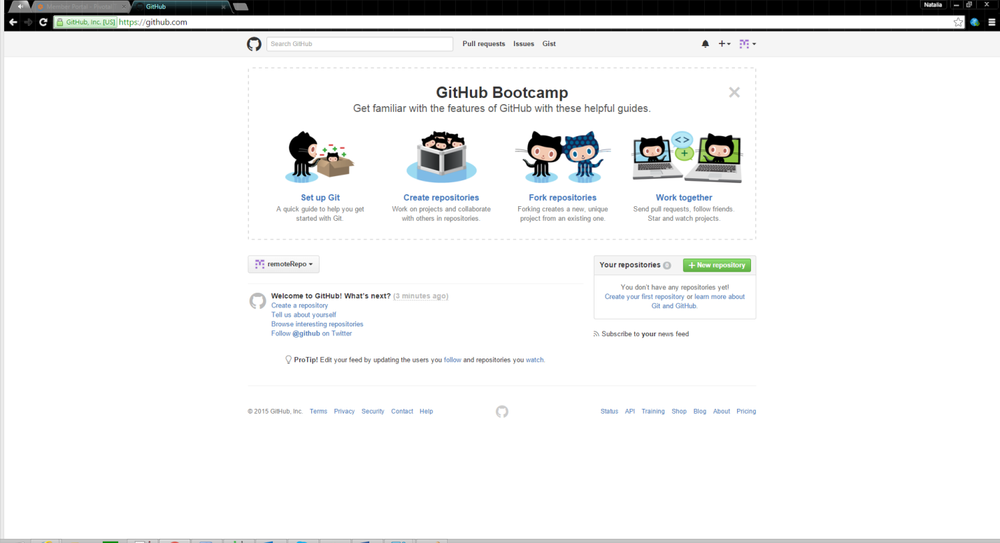 Member Portal - Pivotal
GitHub
Natalia
GitHub, Inc. [US] https://github.com
Search GitHub
Pull requests Issues Gist
GitHub Bootcamp
Get familiar with the features of GitHub with these helpful guides.
Set up Git
A quick guide to help you get
started with Git.
Create repositories
Work on projects and collaborate
with others in repositories.
Fork repositories
Forking creates a new, unique
project from an existing one.
Work together
Send pull requests, follow friends.
Star and watch projects.
remoteRepo
Welcome to GitHub! What's next? (3 minutes ago)
Create a repository
Tell us about yourself
Browse interesting repositories
Follow @github on Twitter
ProTip! Edit your feed by updating the users you follow and repositories you watch.
Your repositories 0
New repository
You don't have any repositories yet!
Create your first repository or learn more about
Git and GitHub.
Subscribe to your news feed
© 2015 GitHub, Inc. Terms Privacy Security Contact Help
Status API Training Shop Blog About Pricing